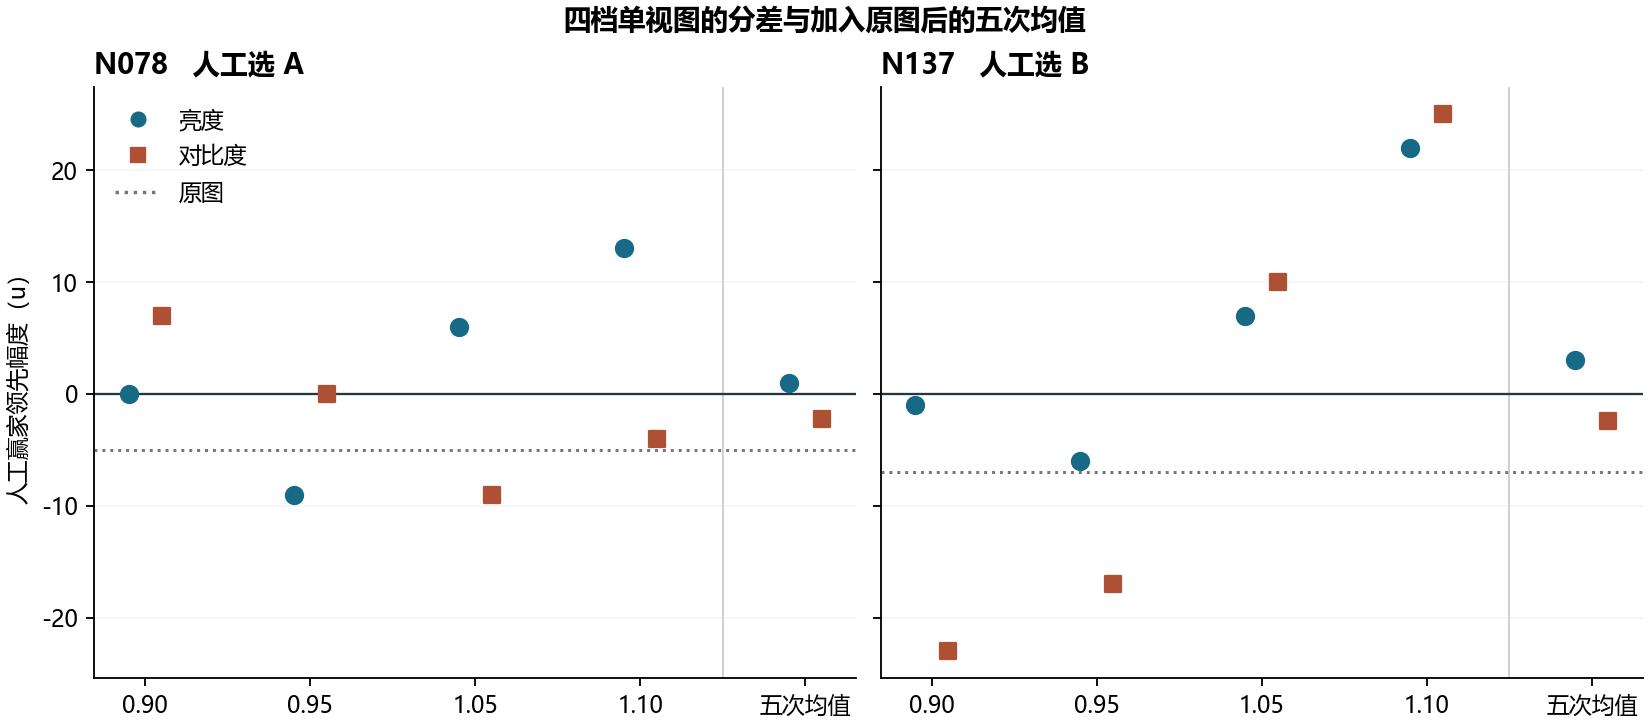 四档单视图的分差与加入原图后的五次均值
N078 人工选 A
N137 人工选 B
亮度
对比度
原图
人工赢家领先幅度（u）
20
10
0
-10
-20
0.90
0.95
1.05
1.10
五次均值
0.90
0.95
1.05
1.10
五次均值